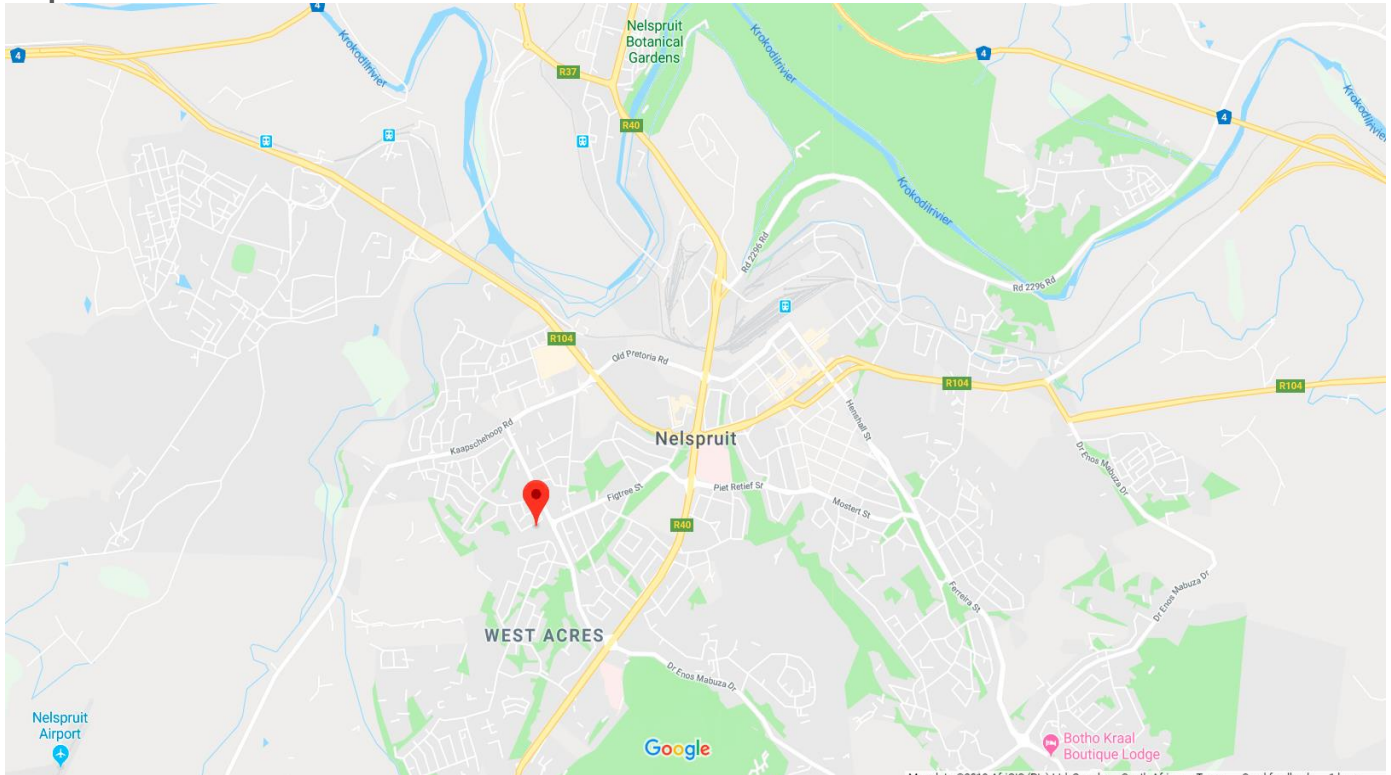 Nelspruit
Botanical
Gardens
4
Krokodilrivier
R37
Krokodilrivier
4
4
Krokodilrivier
R40
Krokodilrivier
Rd 2296 Rd
Rd 2296 Rd
R104
Old Pretoria Rd
R104
R104
Kaapschehoop Rd
Henshall St
Nelspruit
Dr Enos Mabuza Dr
Figtree St
Piet Retief Sr
Mostert St
R40
Ferreira St
Dr Enos Mabuza Dr
WEST ACRES
Dr Enos Mabuza Dr
Nelspruit
Airport
Google
Botho Kraal
Boutique Lodge